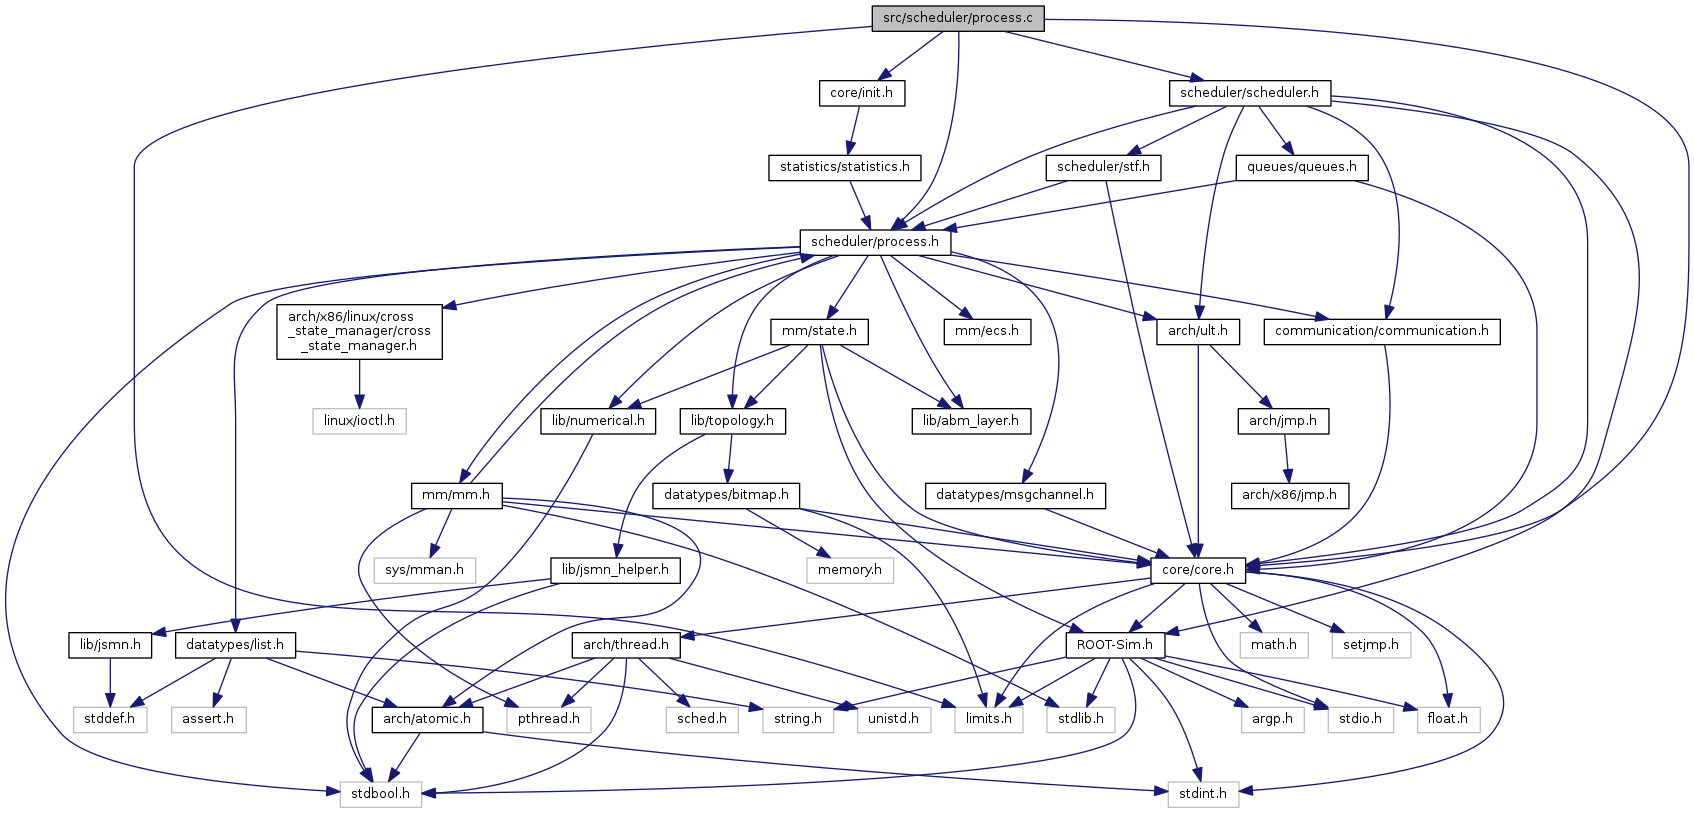 src/scheduler/process.c
core/init.h
scheduler/scheduler.h
statistics/statistics.h
scheduler/stf.h
queues/queues.h
scheduler/process.h
arch/x86/linux/cross
_state_manager/cross
_state_manager.h
mm/state.h
mm/ecs.h
arch/ult.h
communication/communication.h
linux/ioctl.h
lib/numerical.h
lib/topology.h
lib/abm_layer.h
arch/jmp.h
mm/mm.h
datatypes/bitmap.h
datatypes/msgchannel.h
arch/x86/jmp.h
sys/mman.h
lib/jsmn_helper.h
memory.h
core/core.h
lib/jsmn.h
datatypes/list.h
arch/thread.h
ROOT-Sim.h
math.h
setjmp.h
stddef.h
assert.h
arch/atomic.h
pthread.h
sched.h
string.h
unistd.h
limits.h
stdlib.h
argp.h
stdio.h
float.h
stdbool.h
stdint.h